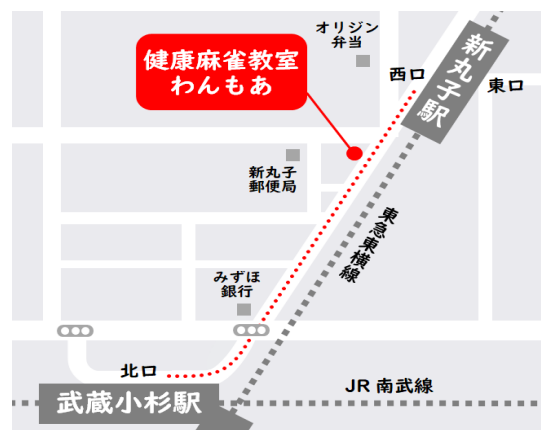 オリジン
弁当
健康麻雀教室
わんもあ
新丸子駅
西口
東口
新丸子
郵便局
東急東横線
みずほ
銀行
北口
JR 南武線
武蔵小杉駅